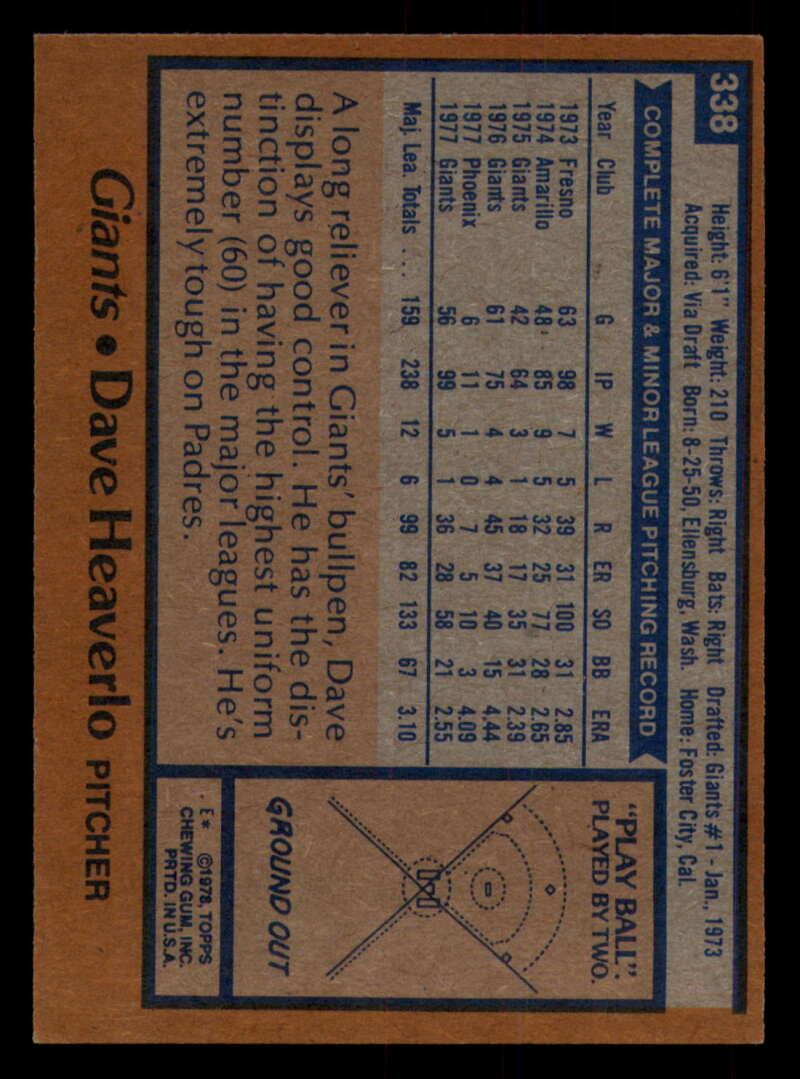 338
Height: 6'1" Weight: 210 Throws: Right Bats: Right Drafted: Giants #1 - Jan., 1973
Acquired: Via Draft Born: 8-25-50, Ellensburg, Wash. Home: Foster City, Cal.
COMPLETE MAJOR & MINOR LEAGUE PITCHING RECORD
Year Club G IP W L R ER SO BB ERA
1973 Fresno 63 98 7 5 39 31 100 31 2.85
1974 Amarillo 48 85 9 5 32 25 77 28 2.65
1975 Giants 42 64 3 1 18 17 35 31 2.39
1976 Giants 61 75 4 4 45 37 40 15 4.44
1977 Phoenix 6 11 1 0 7 5 10 3 4.09
1977 Giants 56 99 5 1 36 28 58 21 2.55
Maj. Lea. Totals ... 159 238 12 6 99 82 133 67 3.10
A long reliever in Giants' bullpen, Dave
displays good control. He has the dis-
tinction of having the highest uniform
number (60) in the major leagues. He's
extremely tough on Padres.
"PLAY BALL"
PLAYED BY TWO.
GROUND OUT
E* ©1978, TOPPS
CHEWING GUM, INC.
PRTD. IN U.S.A.
Giants • Dave Heaverlo PITCHER